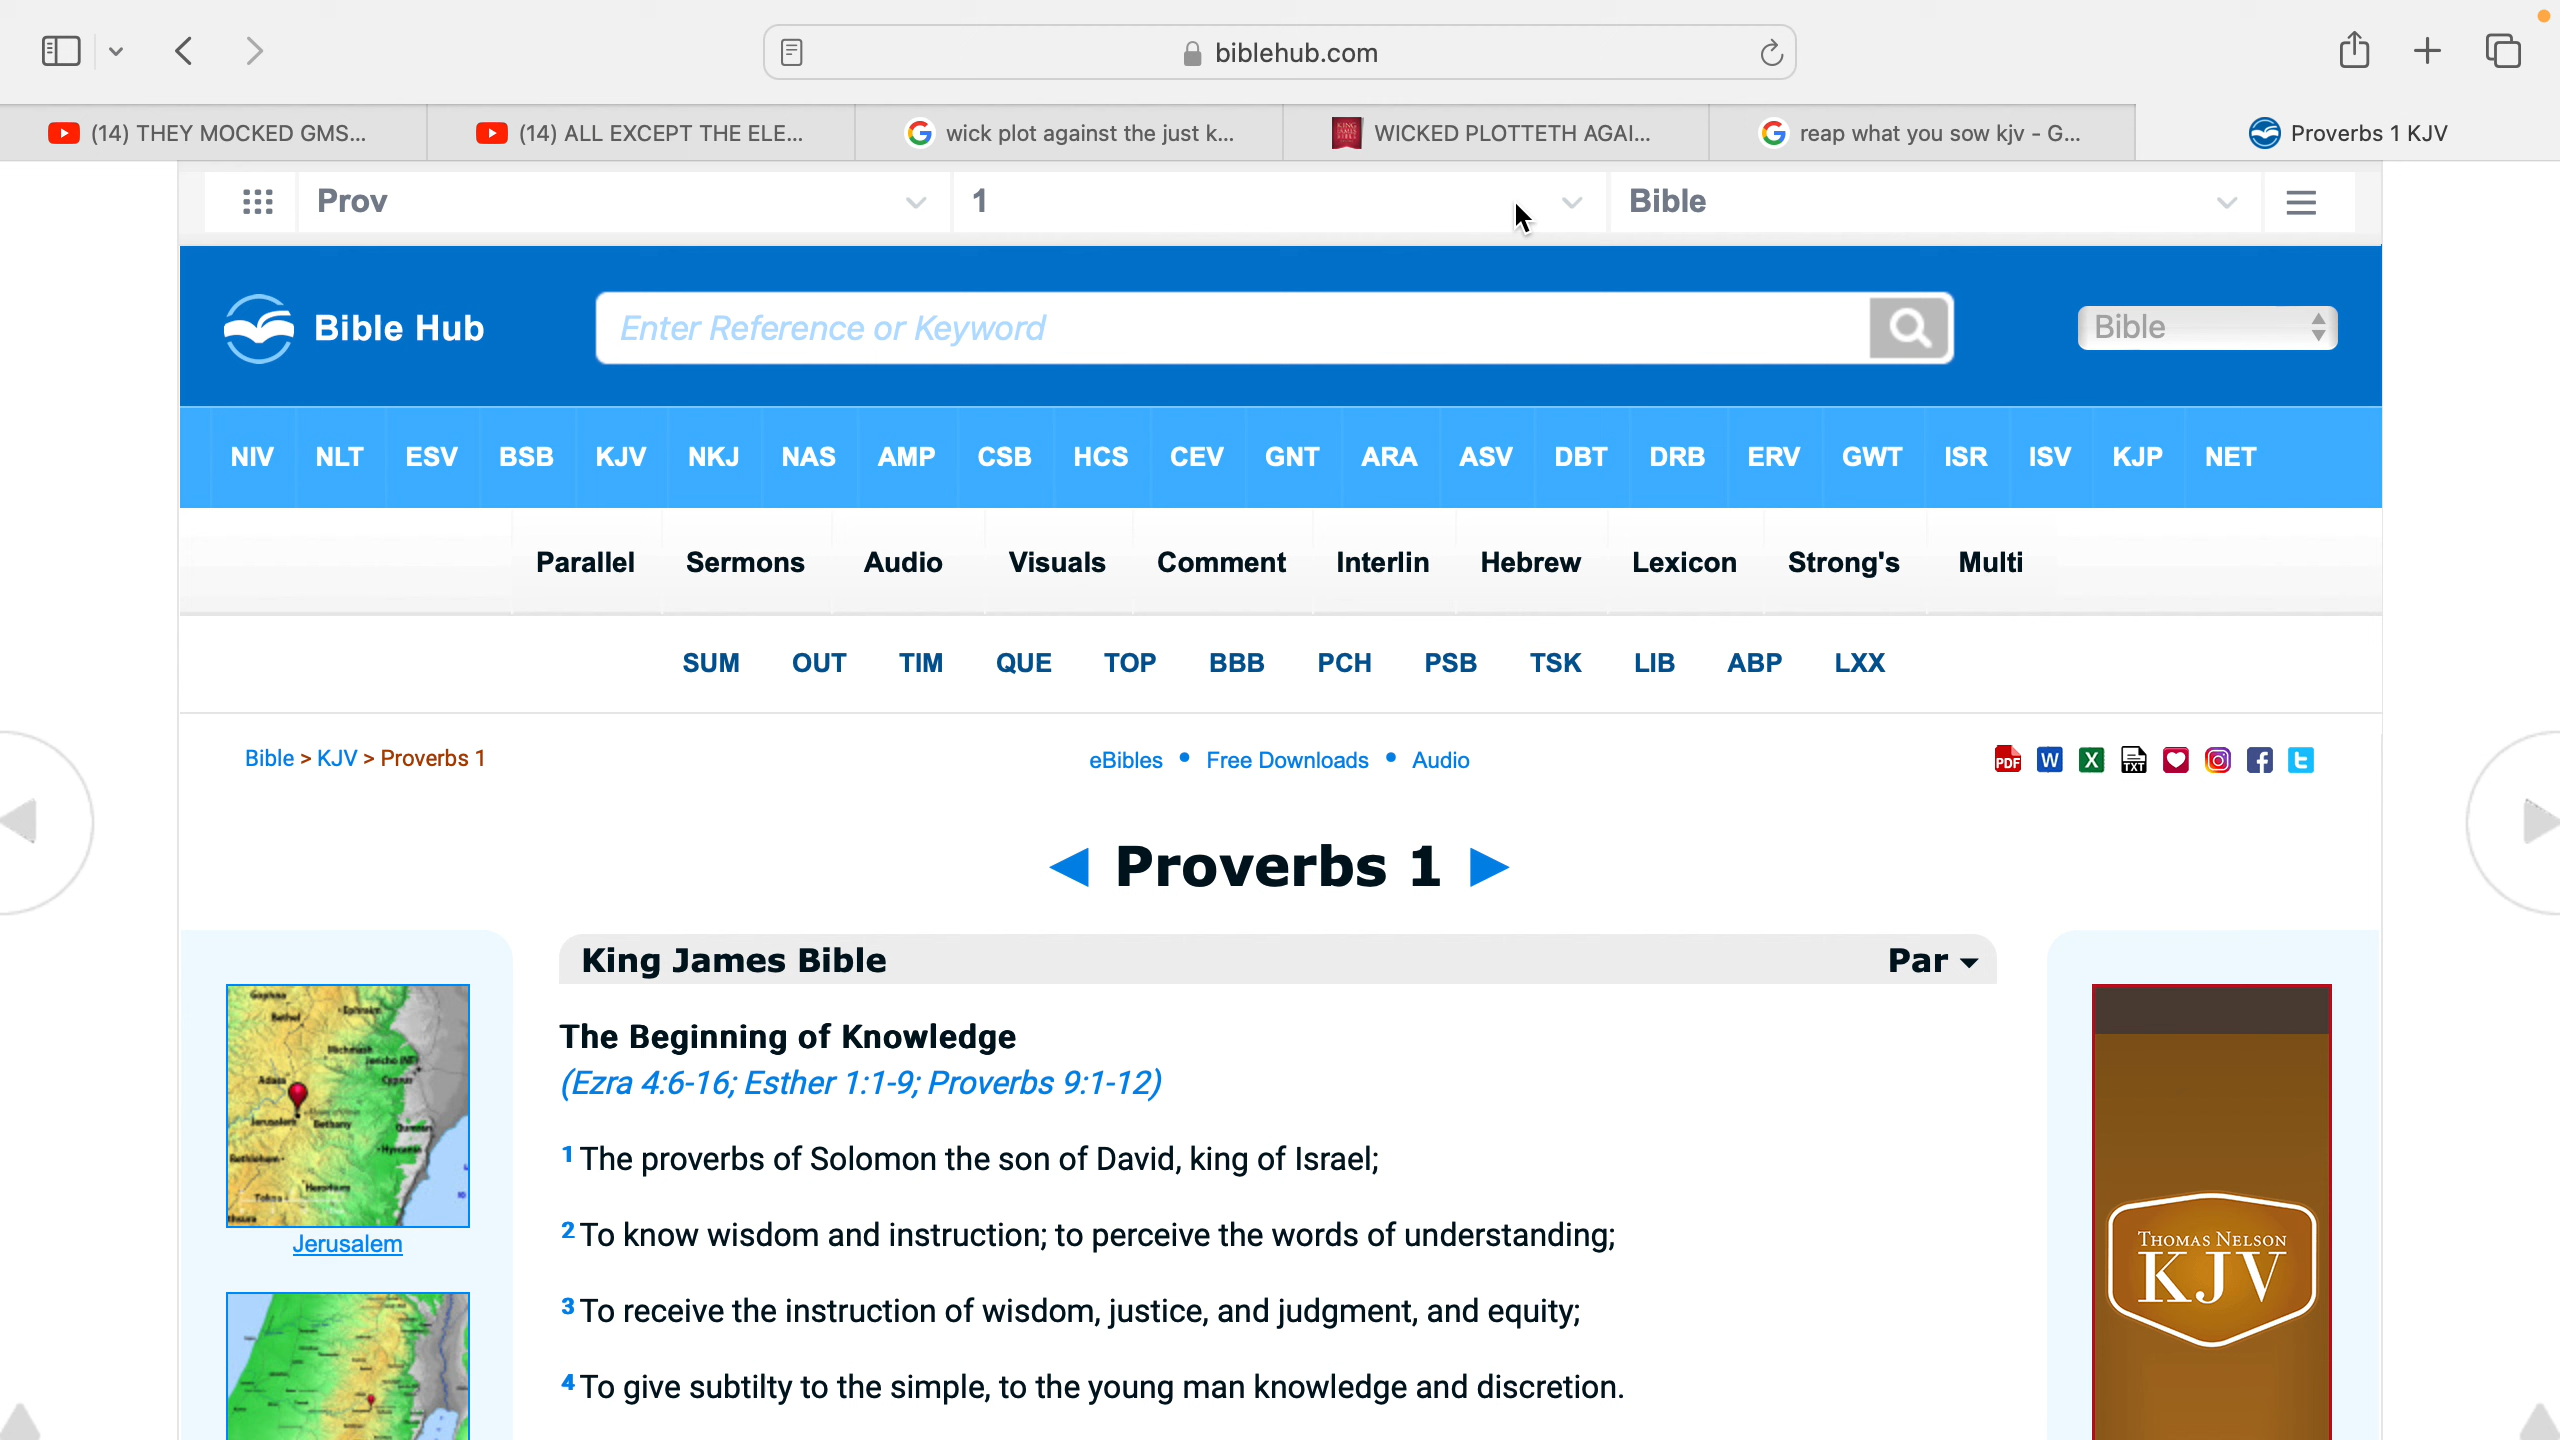 biblehub.com
(14) THEY MOCKED GMS...
(14) ALL EXCEPT THE ELE...
wick plot against the just k...
WICKED PLOTTETH AGAI...
reap what you sow kjv - G...
Proverbs 1 KJV
Prov
1
Bible
Bible Hub
Enter Reference or Keyword
Bible
NIV NLT ESV BSB KJV NKJ NAS AMP CSB HCS CEV GNT ARA ASV DBT DRB ERV GWT ISR ISV KJP NET
Parallel Sermons Audio Visuals Comment Interlin Hebrew Lexicon Strong's Multi
SUM OUT TIM QUE TOP BBB PCH PSB TSK LIB ABP LXX
Bible > KJV > Proverbs 1
eBibles • Free Downloads • Audio
PDF W X TXT
◄ Proverbs 1 ►
King James Bible
Par
The Beginning of Knowledge
(Ezra 4:6-16; Esther 1:1-9; Proverbs 9:1-12)
1 The proverbs of Solomon the son of David, king of Israel;
2 To know wisdom and instruction; to perceive the words of understanding;
3 To receive the instruction of wisdom, justice, and judgment, and equity;
4 To give subtilty to the simple, to the young man knowledge and discretion.
Bethel
Ephraim
Michmash
Adasa
Jerusalem
Bethany
Jerusalem
THOMAS NELSON
KJV